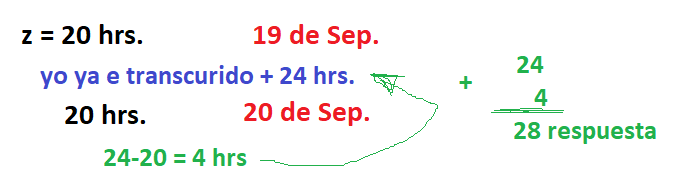 z = 20 hrs. 19 de Sep.
yo ya e transcurido + 24 hrs.
20 hrs. 20 de Sep.
24-20 = 4 hrs
+ 24
4
28 respuesta